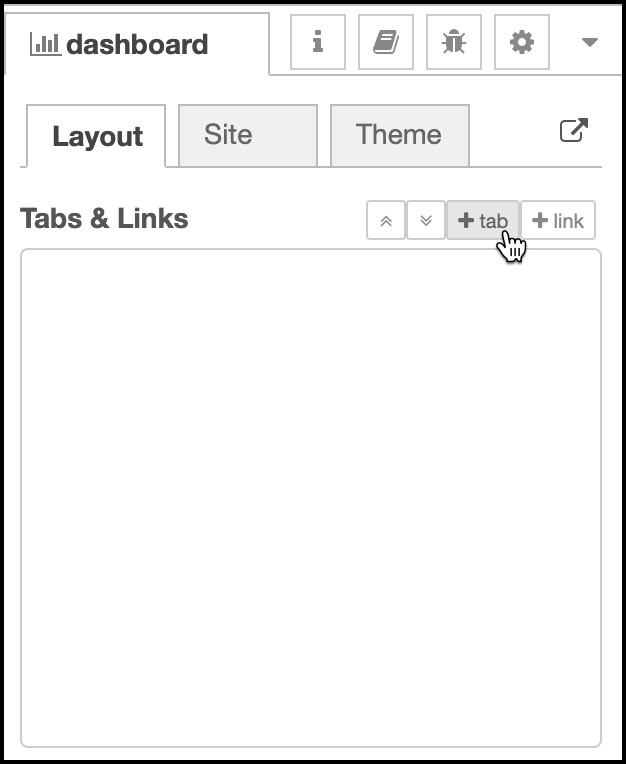 dashboard
Layout Site Theme
Tabs & Links + tab + link